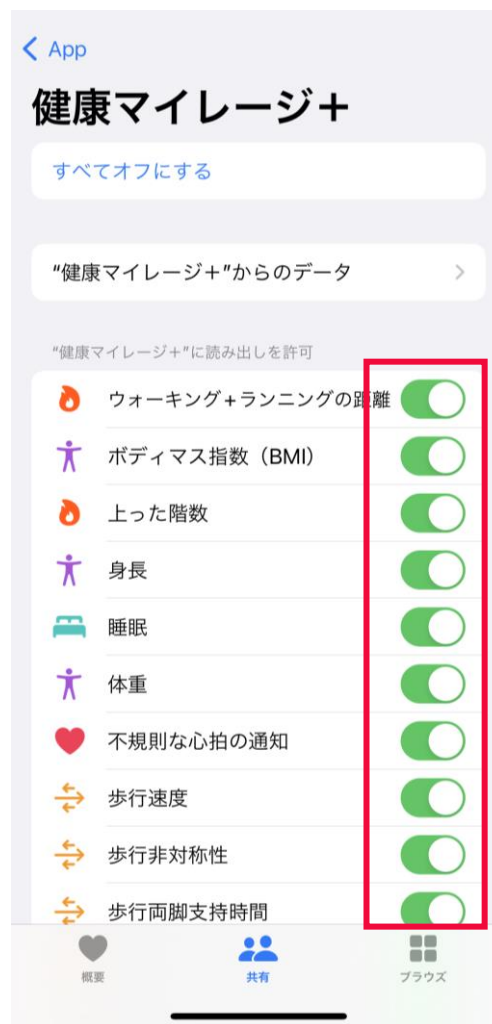 App
健康マイレージ＋
すべてオフにする
“健康マイレージ＋”からのデータ
“健康マイレージ＋”に読み出しを許可
ウォーキング+ランニングの距離
ボディマス指数（BMI）
上った階数
身長
睡眠
体重
不規則な心拍の通知
歩行速度
歩行非対称性
歩行両脚支持時間
概要 共有 ブラウズ